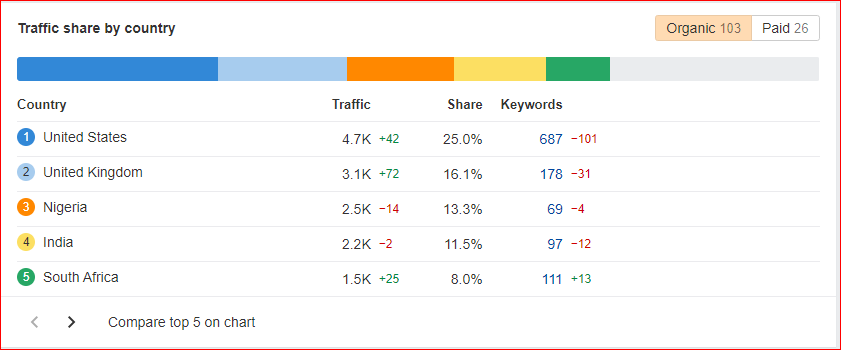 Traffic share by country
Organic 103 Paid 26
Country Traffic Share Keywords
1 United States 4.7K +42 25.0% 687 −101
2 United Kingdom 3.1K +72 16.1% 178 −31
3 Nigeria 2.5K −14 13.3% 69 −4
4 India 2.2K −2 11.5% 97 −12
5 South Africa 1.5K +25 8.0% 111 +13
Compare top 5 on chart